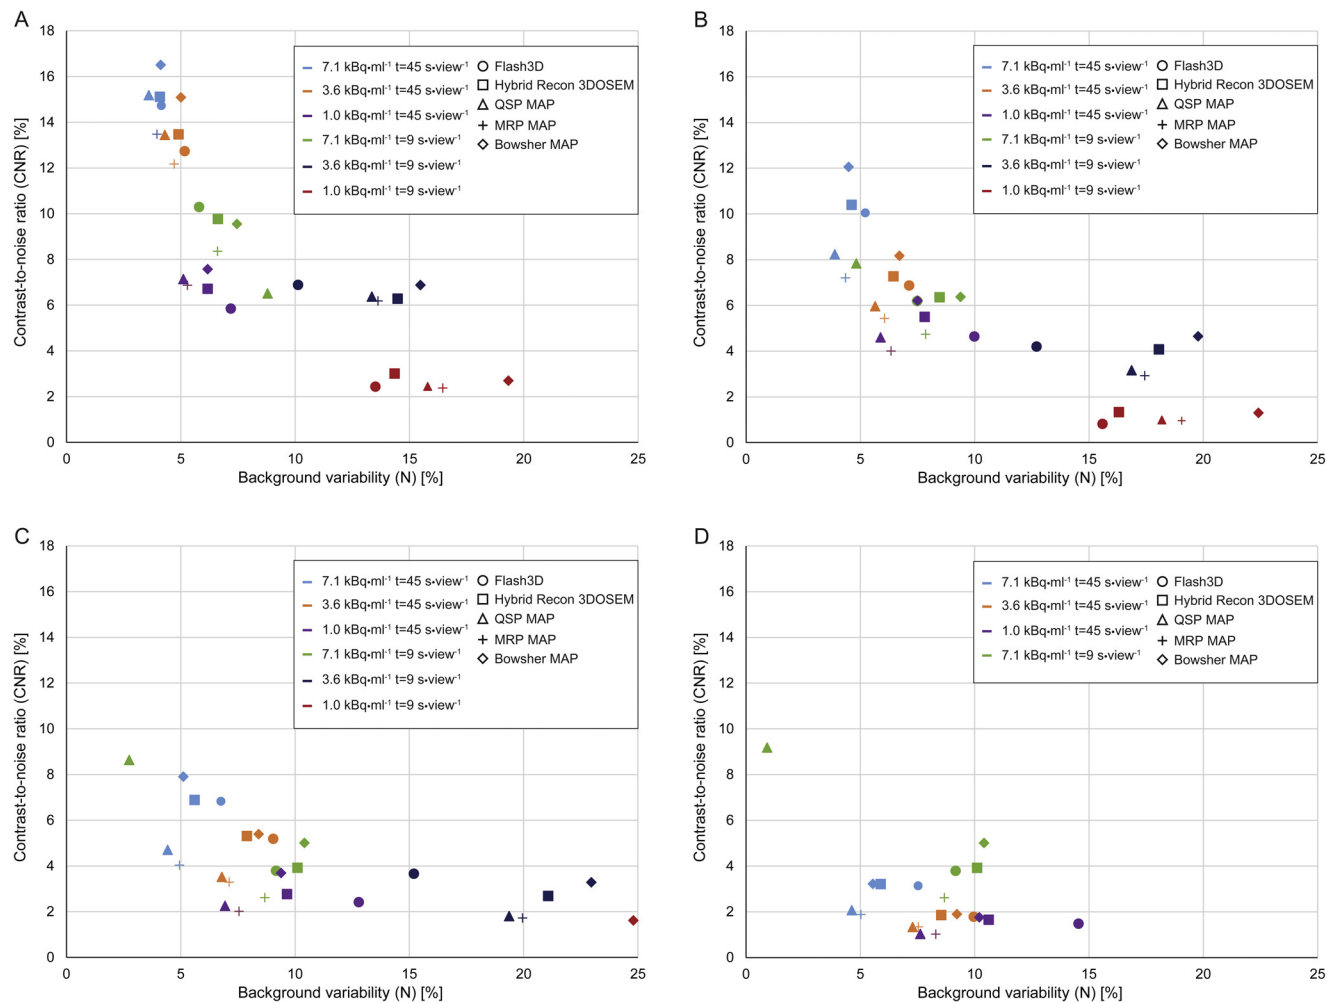 A
Contrast-to-noise ratio (CNR) [%]
18
16
14
12
10
8
6
4
2
0
0 5 10 15 20 25
Background variability (N) [%]
7.1 kBq•ml⁻¹ t=45 s•view⁻¹
3.6 kBq•ml⁻¹ t=45 s•view⁻¹
1.0 kBq•ml⁻¹ t=45 s•view⁻¹
7.1 kBq•ml⁻¹ t=9 s•view⁻¹
3.6 kBq•ml⁻¹ t=9 s•view⁻¹
1.0 kBq•ml⁻¹ t=9 s•view⁻¹
Flash3D
Hybrid Recon 3DOSEM
QSP MAP
MRP MAP
Bowsher MAP
B
Contrast-to-noise ratio (CNR) [%]
18
16
14
12
10
8
6
4
2
0
0 5 10 15 20 25
Background variability (N) [%]
7.1 kBq•ml⁻¹ t=45 s•view⁻¹
3.6 kBq•ml⁻¹ t=45 s•view⁻¹
1.0 kBq•ml⁻¹ t=45 s•view⁻¹
7.1 kBq•ml⁻¹ t=9 s•view⁻¹
3.6 kBq•ml⁻¹ t=9 s•view⁻¹
1.0 kBq•ml⁻¹ t=9 s•view⁻¹
Flash3D
Hybrid Recon 3DOSEM
QSP MAP
MRP MAP
Bowsher MAP
C
Contrast-to-noise ratio (CNR) [%]
18
16
14
12
10
8
6
4
2
0
0 5 10 15 20 25
Background variability (N) [%]
7.1 kBq•ml⁻¹ t=45 s•view⁻¹
3.6 kBq•ml⁻¹ t=45 s•view⁻¹
1.0 kBq•ml⁻¹ t=45 s•view⁻¹
7.1 kBq•ml⁻¹ t=9 s•view⁻¹
3.6 kBq•ml⁻¹ t=9 s•view⁻¹
1.0 kBq•ml⁻¹ t=9 s•view⁻¹
Flash3D
Hybrid Recon 3DOSEM
QSP MAP
MRP MAP
Bowsher MAP
D
Contrast-to-noise ratio (CNR) [%]
18
16
14
12
10
8
6
4
2
0
0 5 10 15 20 25
Background variability (N) [%]
7.1 kBq•ml⁻¹ t=45 s•view⁻¹
3.6 kBq•ml⁻¹ t=45 s•view⁻¹
1.0 kBq•ml⁻¹ t=45 s•view⁻¹
7.1 kBq•ml⁻¹ t=9 s•view⁻¹
Flash3D
Hybrid Recon 3DOSEM
QSP MAP
MRP MAP
Bowsher MAP